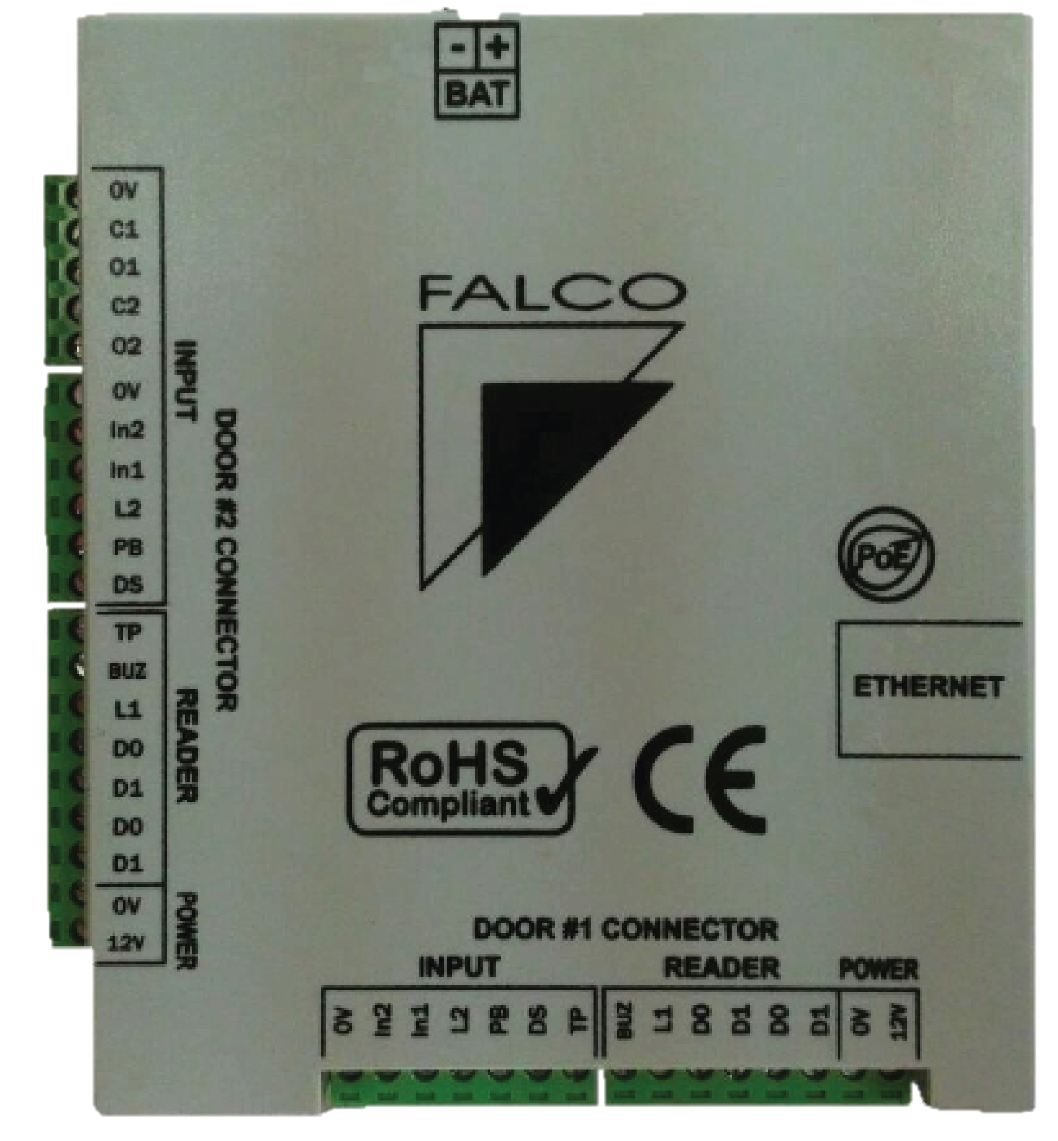 - +
BAT
0V
C1
O1
C2
O2
0V
In2
In1
L2
PB
DS
INPUT
DOOR #2 CONNECTOR
TP
BUZ
L1
D0
D1
D0
D1
READER
0V
12V
POWER
FALCO
PoE
ETHERNET
RoHS
Compliant
CE
DOOR #1 CONNECTOR
INPUT READER POWER
0V In2 In1 L2 PB DS TP BUZ L1 D0 D1 D0 D1 0V 12V